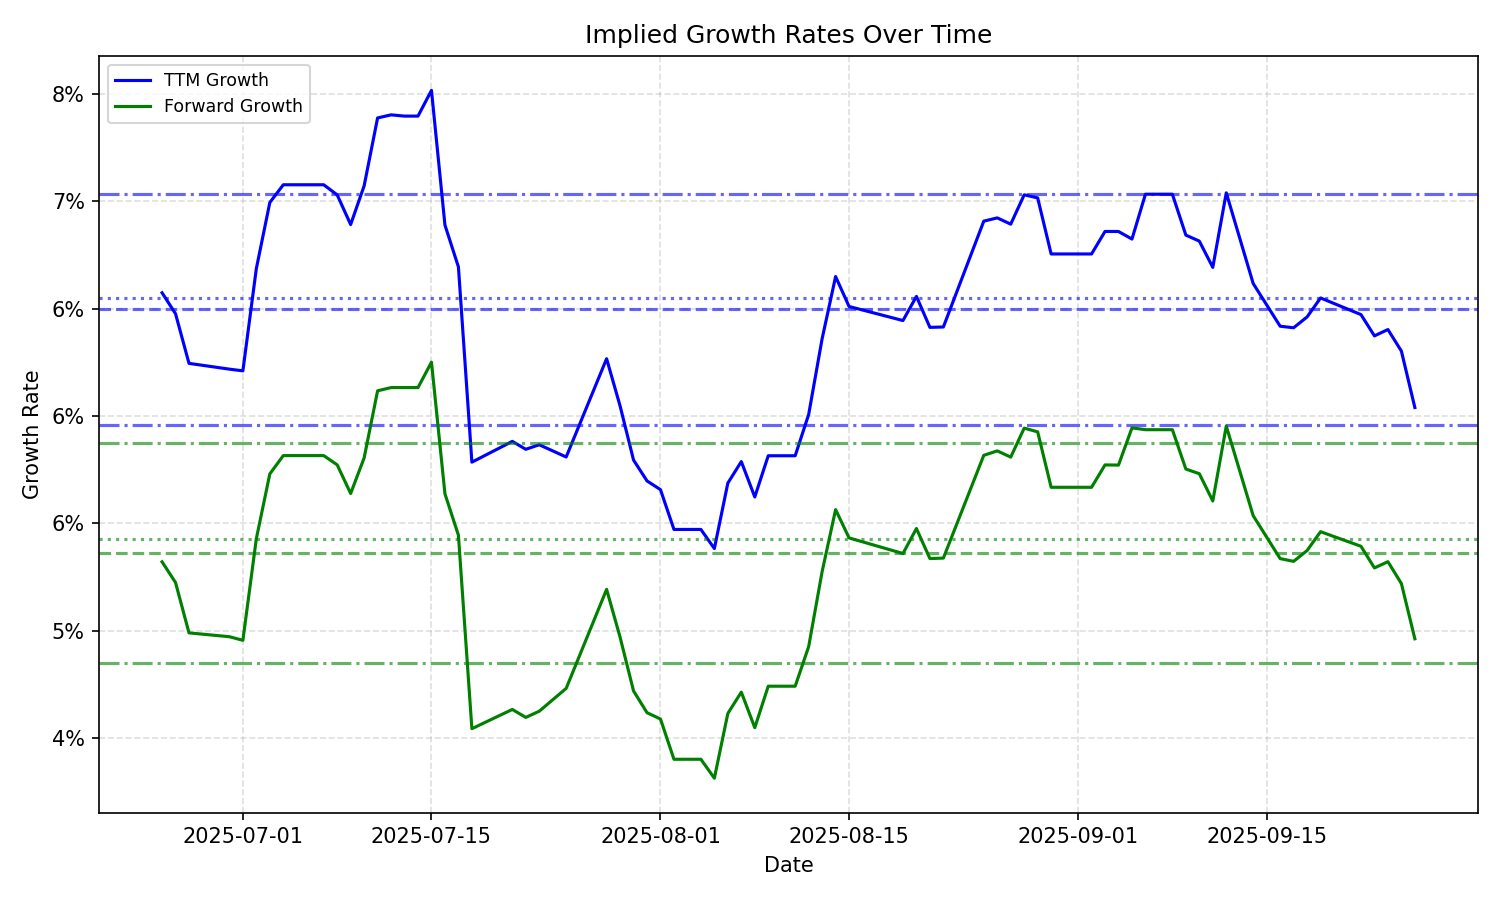 Implied Growth Rates Over Time
TTM Growth
Forward Growth
8%
7%
6%
6%
6%
5%
4%
Growth Rate
2025-07-01
2025-07-15
2025-08-01
2025-08-15
2025-09-01
2025-09-15
Date